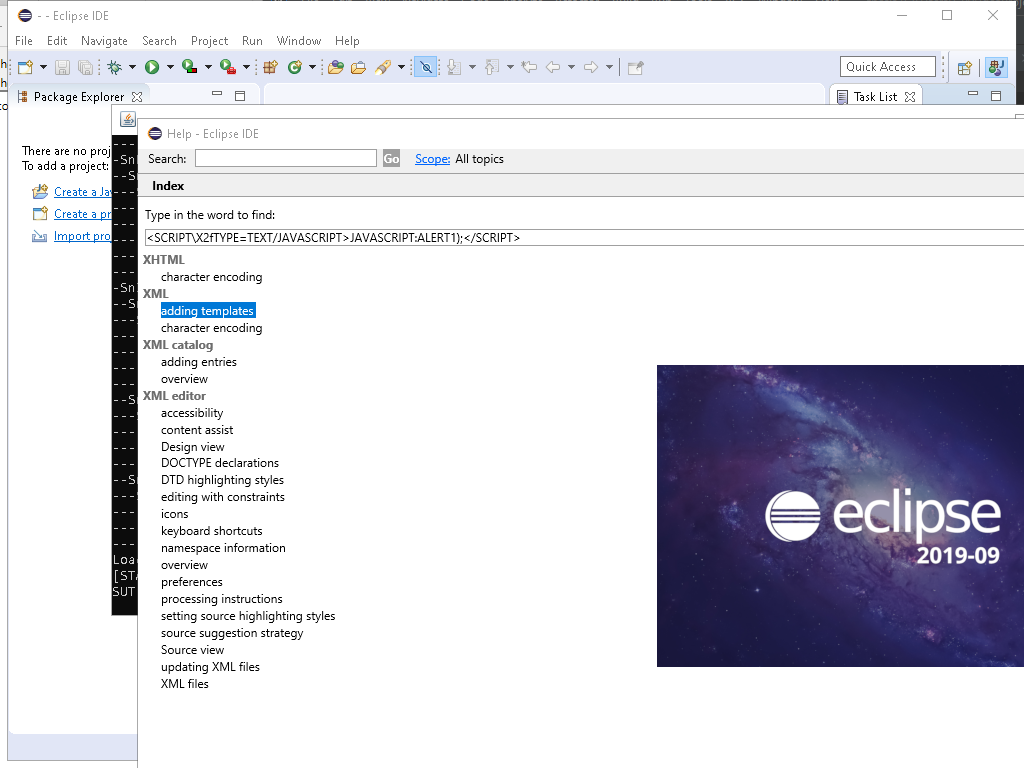 - - Eclipse IDE
File Edit Navigate Search Project Run Window Help
Quick Access
Package Explorer
Task List
Help - Eclipse IDE
There are no proj
To add a project:
Create a Ja
Create a pr
Import pro
Search: Go Scope: All topics
Index
Type in the word to find:
<SCRIPT\X2fTYPE=TEXT/JAVASCRIPT>JAVASCRIPT:ALERT1);</SCRIPT>
XHTML
character encoding
XML
adding templates
character encoding
XML catalog
adding entries
overview
XML editor
accessibility
content assist
Design view
DOCTYPE declarations
DTD highlighting styles
editing with constraints
icons
keyboard shortcuts
namespace information
overview
preferences
processing instructions
setting source highlighting styles
source suggestion strategy
Source view
updating XML files
XML files
eclipse
2019-09
Loa
[STA
SUT